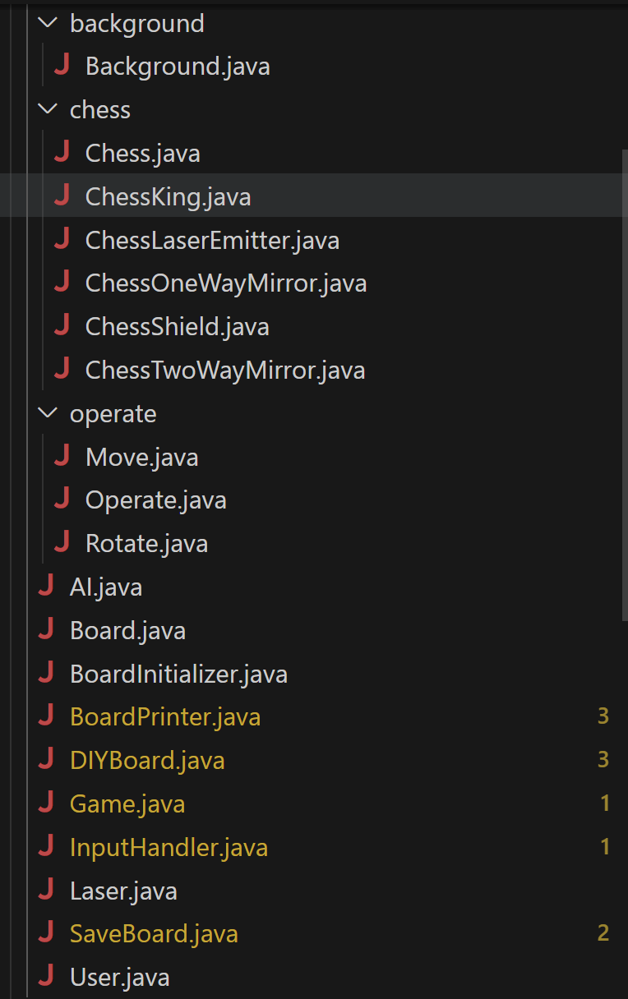 background
J Background.java
chess
J Chess.java
J ChessKing.java
J ChessLaserEmitter.java
J ChessOneWayMirror.java
J ChessShield.java
J ChessTwoWayMirror.java
operate
J Move.java
J Operate.java
J Rotate.java
J AI.java
J Board.java
J BoardInitializer.java
J BoardPrinter.java 3
J DIYBoard.java 3
J Game.java 1
J InputHandler.java 1
J Laser.java
J SaveBoard.java 2
J User.java